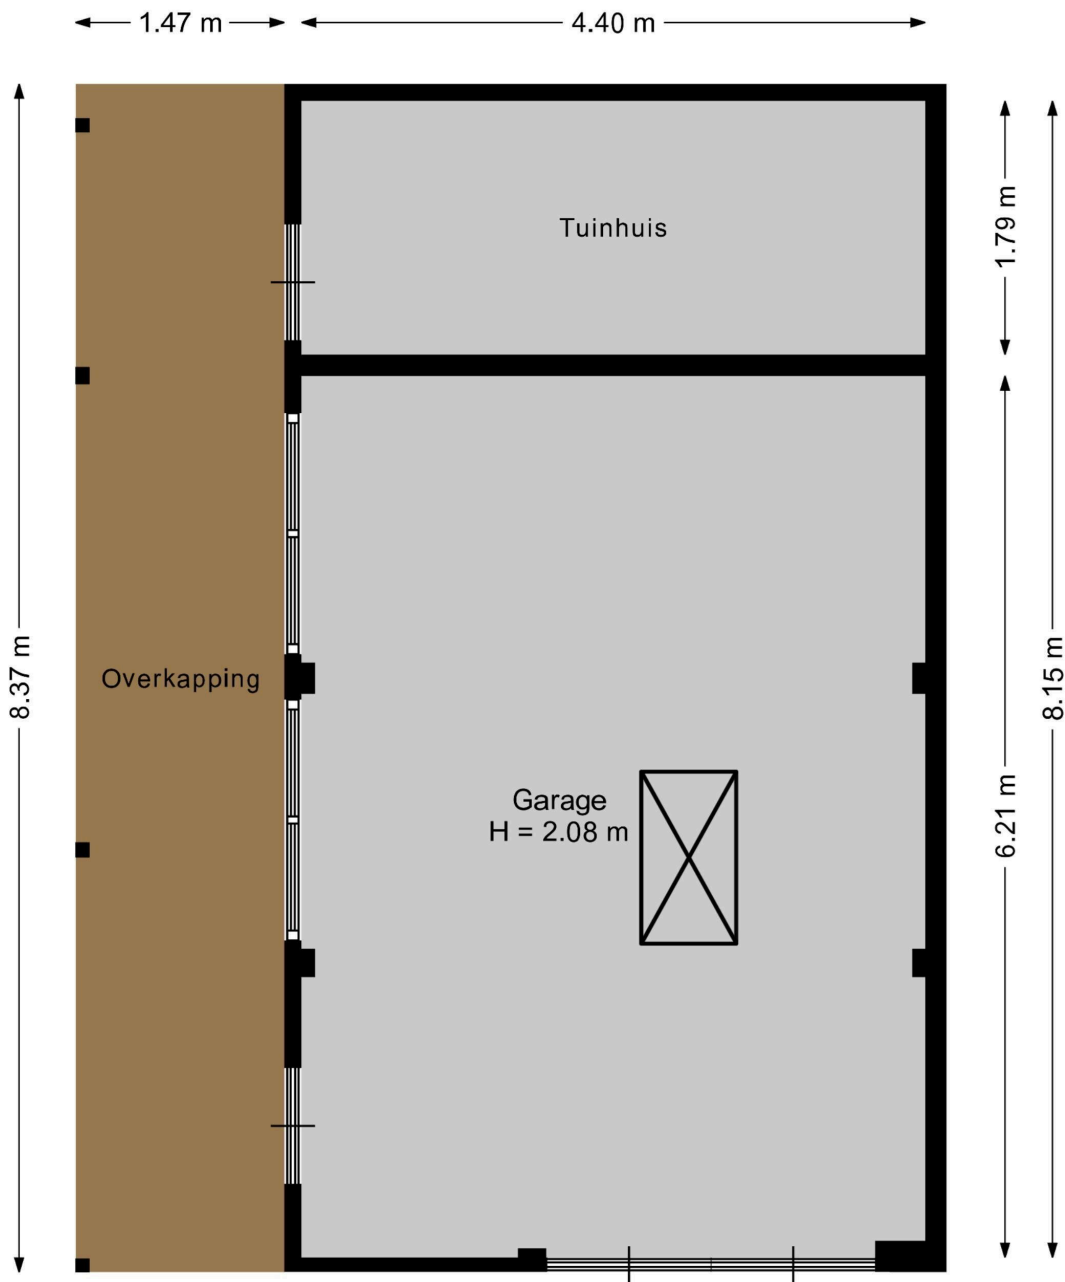 1.47 m
4.40 m
Tuinhuis
1.79 m
8.37 m
Overkapping
8.15 m
Garage
H = 2.08 m
6.21 m